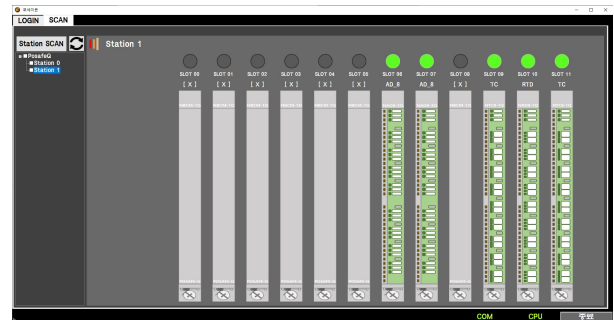 LOGIN SCAN
Station SCAN
PosafeQ
Station 0
Station 1
Station 1
SLOT 00 SLOT 01 SLOT 02 SLOT 03 SLOT 04 SLOT 05 SLOT 06 SLOT 07 SLOT 08 SLOT 09 SLOT 10 SLOT 11
[ X ] [ X ] [ X ] [ X ] [ X ] [ X ] AD_8 AD_8 [ X ] TC RTD TC
COM CPU 종료